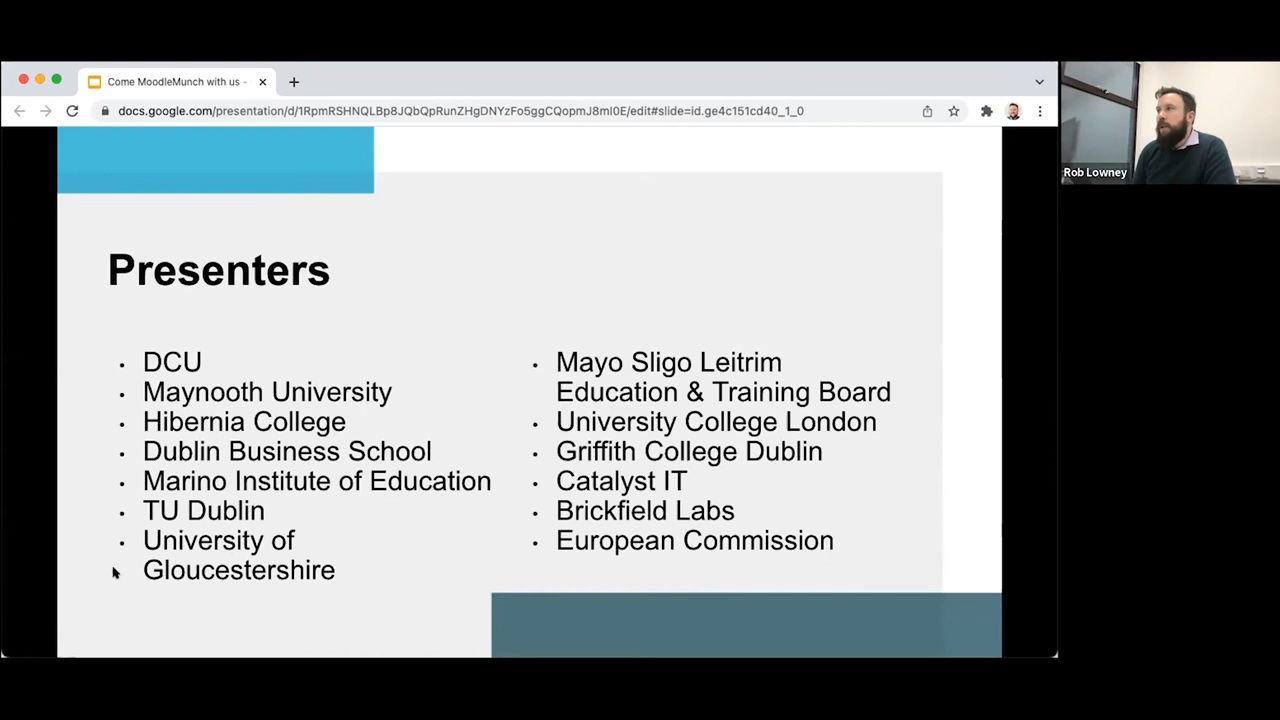 Come MoodleMunch with us -
docs.google.com/presentation/d/1RpmRSHNQLBp8JQbQpRunZHgDNYzFo5ggCQopmJ8ml0E/edit#slide=id.ge4c151cd40_1_0
Rob Lowney
Presenters
• DCU
• Maynooth University
• Hibernia College
• Dublin Business School
• Marino Institute of Education
• TU Dublin
• University of
Gloucestershire
• Mayo Sligo Leitrim
Education & Training Board
• University College London
• Griffith College Dublin
• Catalyst IT
• Brickfield Labs
• European Commission